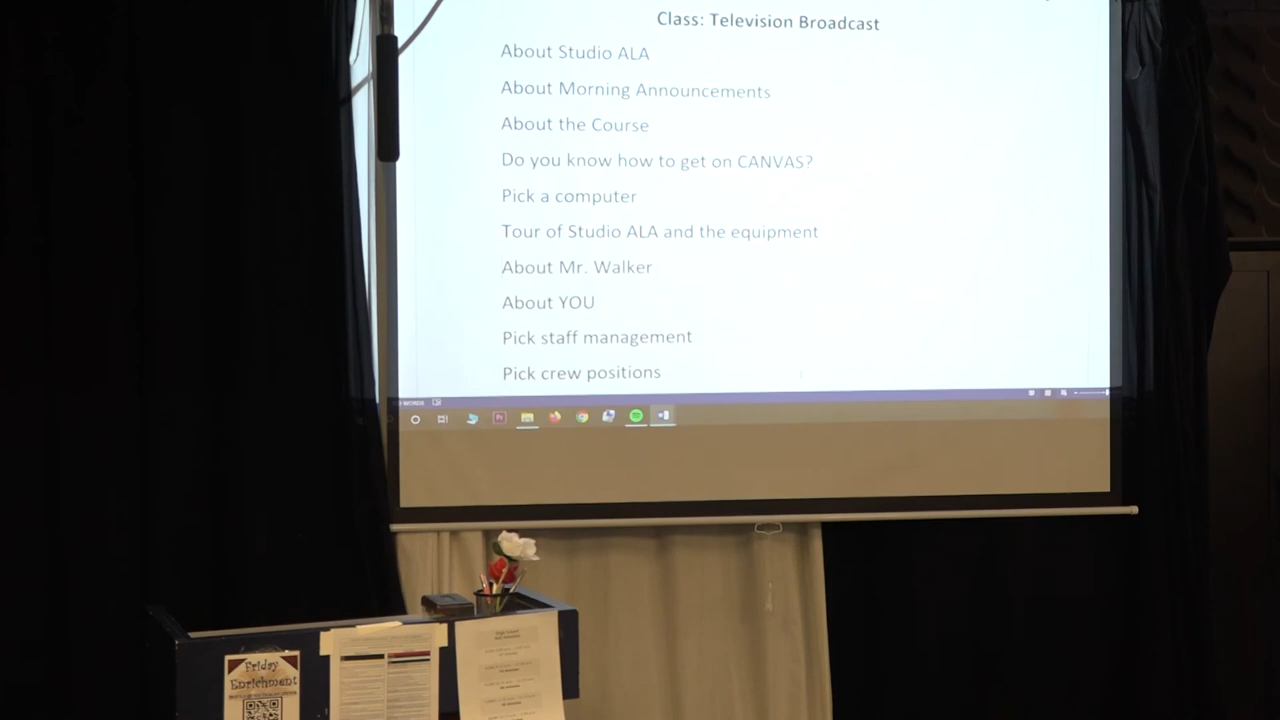 Class: Television Broadcast
About Studio ALA
About Morning Announcements
About the Course
Do you know how to get on CANVAS?
Pick a computer
Tour of Studio ALA and the equipment
About Mr. Walker
About YOU
Pick staff management
Pick crew positions
WORDS
Pr
Friday
Enrichment